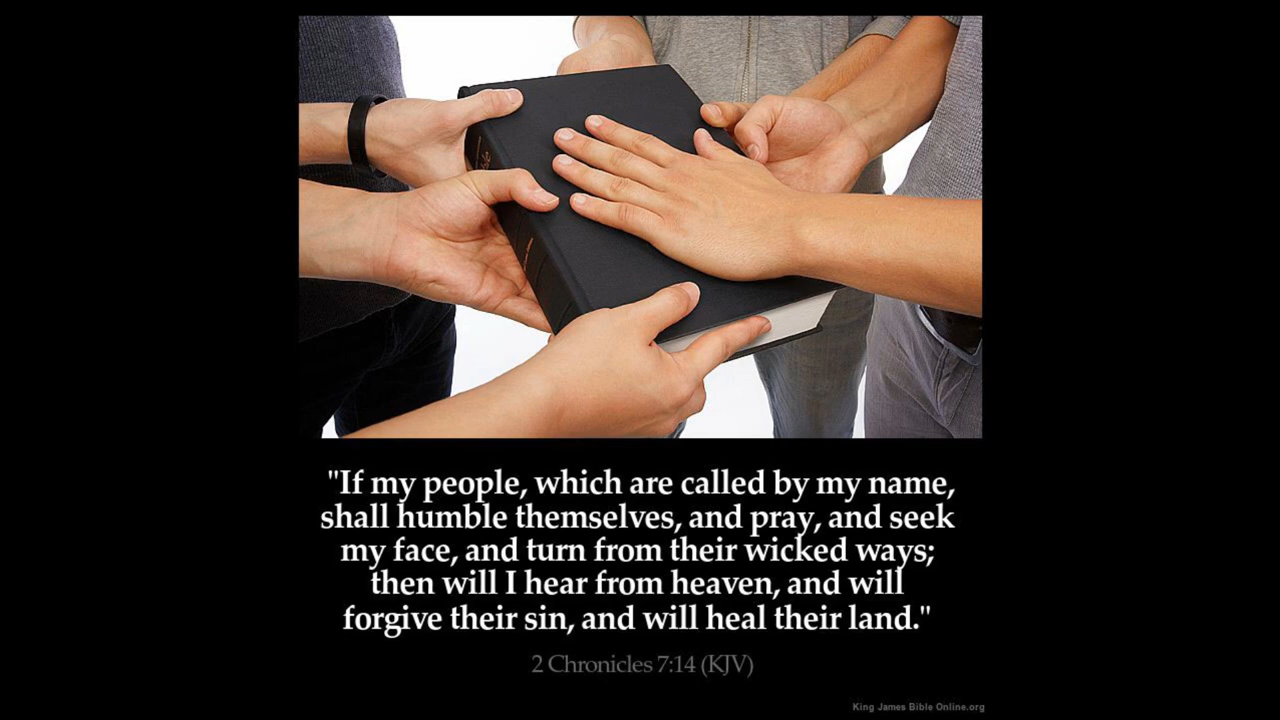 "If my people, which are called by my name,
shall humble themselves, and pray, and seek
my face, and turn from their wicked ways;
then will I hear from heaven, and will
forgive their sin, and will heal their land."
2 Chronicles 7:14 (KJV)
King James Bible Online.org